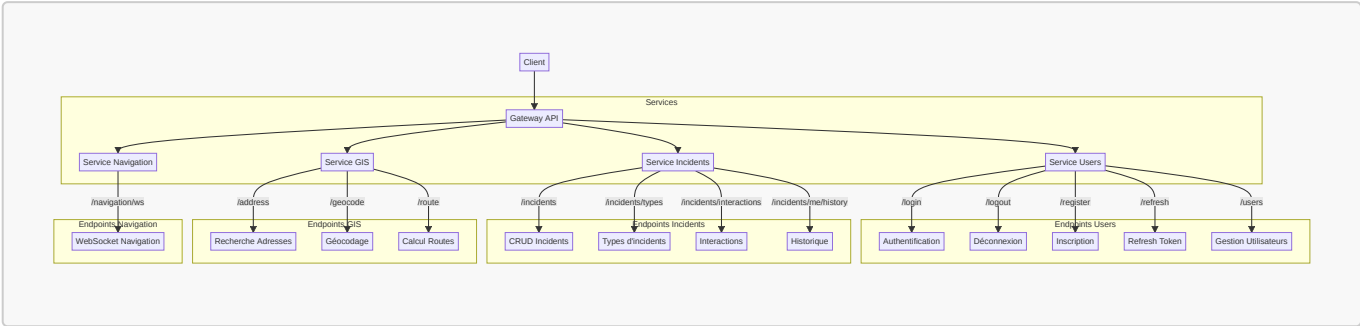 Client
Services
Gateway API
Service Navigation
Service GIS
Service Incidents
Service Users
/navigation/ws
/address
/geocode
/route
/incidents
/incidents/types
/incidents/interactions
/incidents/me/history
/login
/logout
/register
/refresh
/users
Endpoints Navigation
Endpoints GIS
Endpoints Incidents
Endpoints Users
WebSocket Navigation
Recherche Adresses
Géocodage
Calcul Routes
CRUD Incidents
Types d'incidents
Interactions
Historique
Authentification
Déconnexion
Inscription
Refresh Token
Gestion Utilisateurs